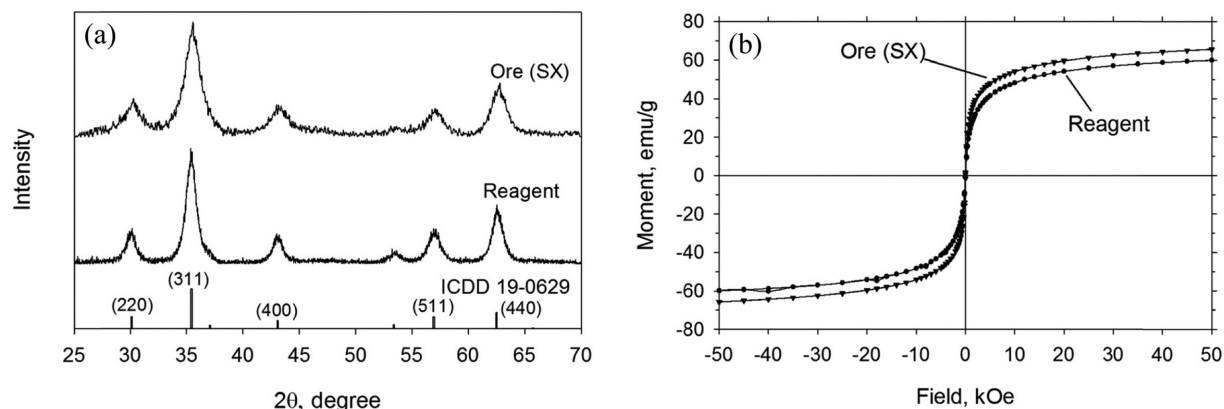 (a)
Ore (SX)
Reagent
ICDD 19-0629
(311)
(220)
(400)
(511)
(440)
25 30 35 40 45 50 55 60 65 70
2θ, degree
Intensity
(b)
80
60
40
20
0
-20
-40
-60
-80
Ore (SX)
Reagent
-50 -40 -30 -20 -10 0 10 20 30 40 50
Field, kOe
Moment, emu/g